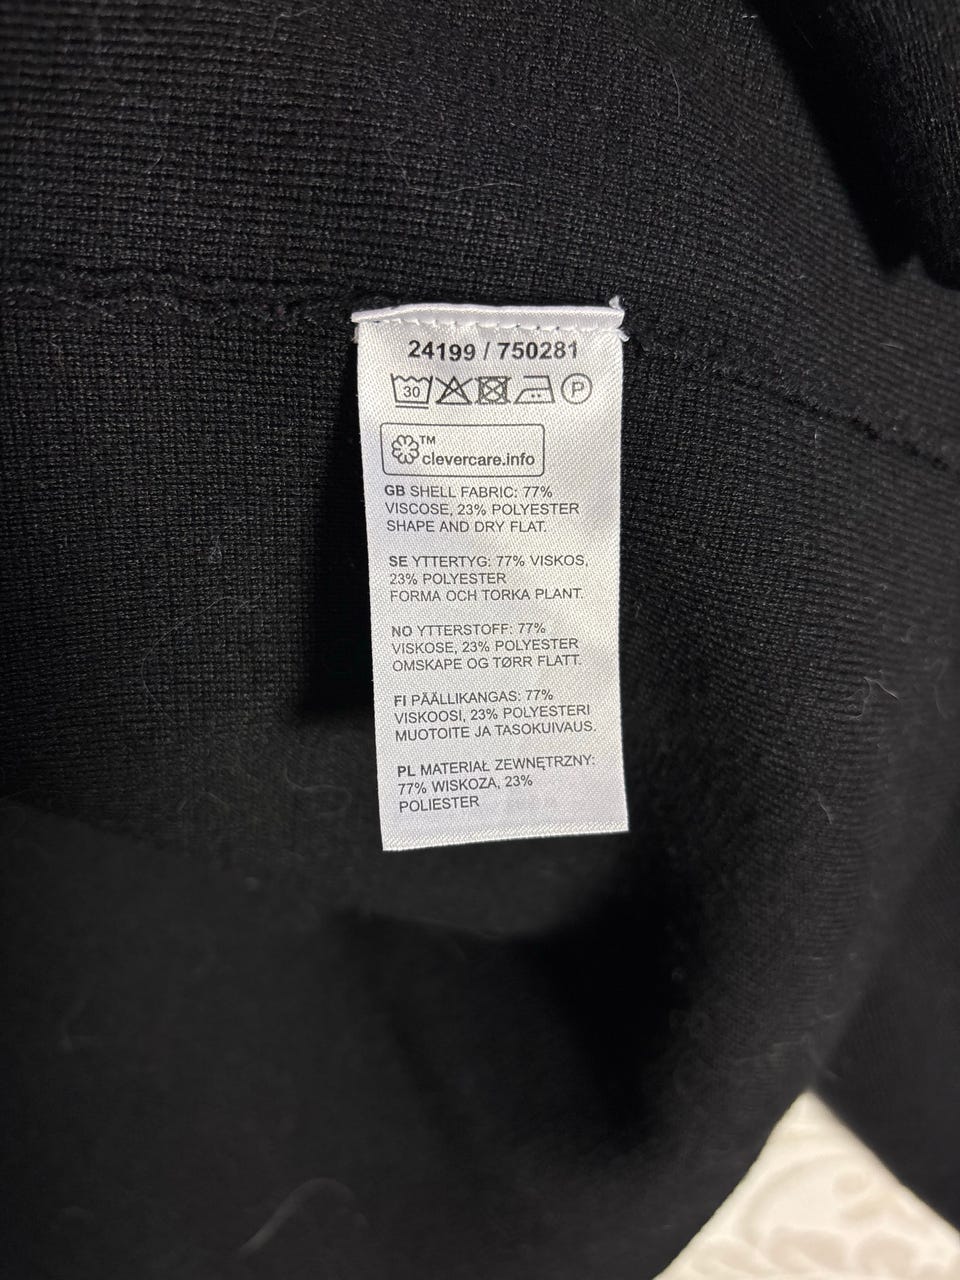 24199 / 750281
30 P
TM
clevercare.info
GB SHELL FABRIC: 77%
VISCOSE, 23% POLYESTER
SHAPE AND DRY FLAT.
SE YTTERTYG: 77% VISKOS,
23% POLYESTER
FORMA OCH TORKA PLANT.
NO YTTERSTOFF: 77%
VISKOSE, 23% POLYESTER
OMSKAPE OG TØRR FLATT.
FI PÄÄLLIKANGAS: 77%
VISKOOSI, 23% POLYESTERI
MUOTOITE JA TASOKUIVAUS.
PL MATERIAŁ ZEWNĘTRZNY:
77% WISKOZA, 23%
POLIESTER